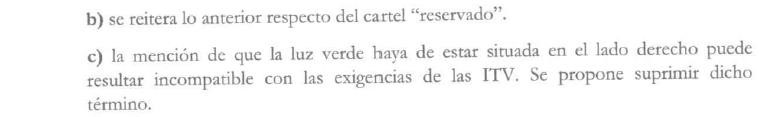 b) se reitera lo anterior respecto del cartel “reservado”.
c) la mención de que la luz verde haya de estar situada en el lado derecho puede
resultar incompatible con las exigencias de las ITV. Se propone suprimir dicho
término.